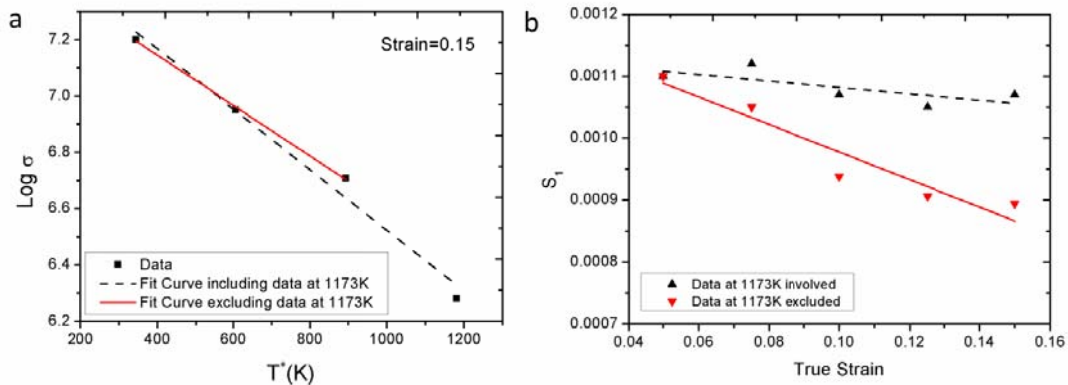 a
Strain=0.15
7.2
7.0
6.8
6.6
6.4
6.2
Log σ
Data
Fit Curve including data at 1173K
Fit Curve excluding data at 1173K
200 400 600 800 1000 1200
T*(K)
b
0.0012
0.0011
0.0010
0.0009
0.0008
0.0007
S1
Data at 1173K involved
Data at 1173K excluded
0.04 0.06 0.08 0.10 0.12 0.14 0.16
True Strain